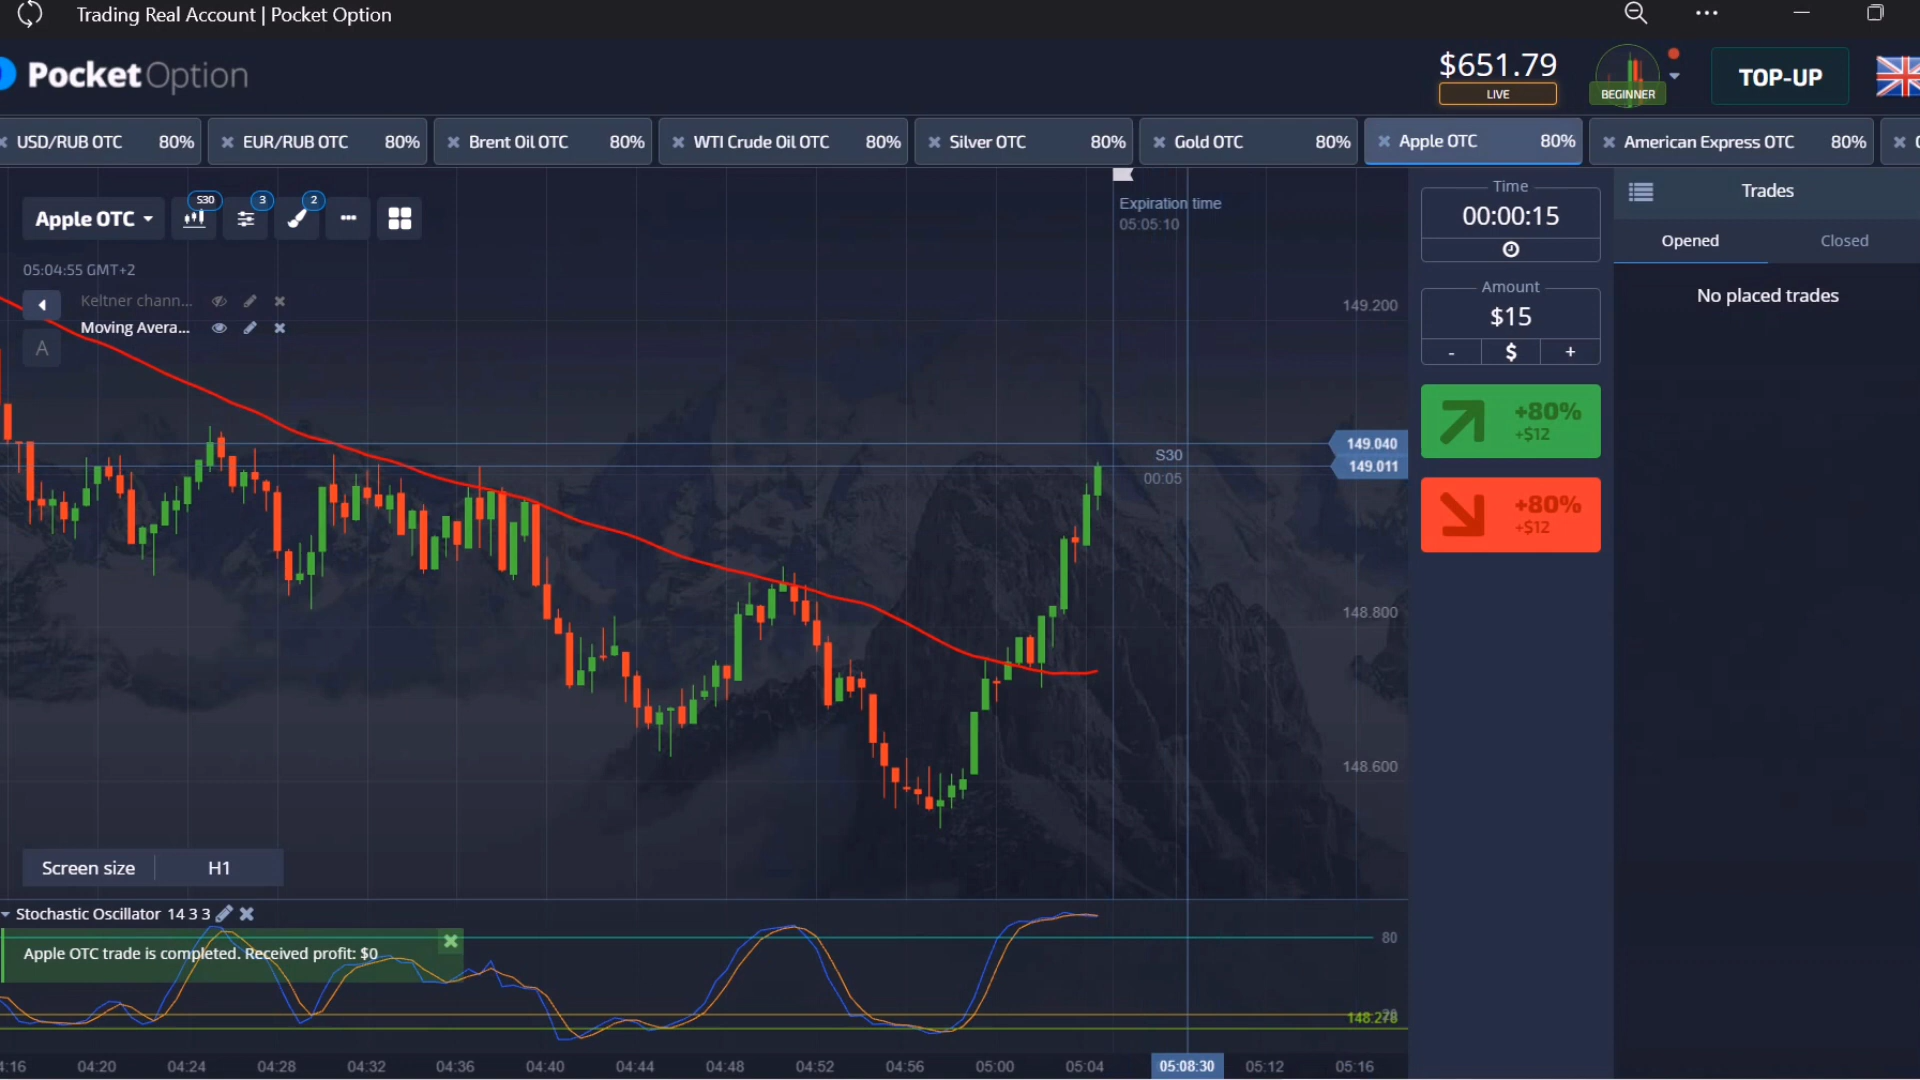 Trading Real Account | Pocket Option
PocketOption
$651.79
LIVE
BEGINNER
TOP-UP
USD/RUB OTC 80%
EUR/RUB OTC 80%
Brent Oil OTC 80%
WTI Crude Oil OTC 80%
Silver OTC 80%
Gold OTC 80%
Apple OTC 80%
American Express OTC 80%
Apple OTC
S30
3
2
05:04:55 GMT+2
Keltner chann...
Moving Avera...
A
Expiration time
05:05:10
149.200
149.040
149.011
S30
00:05
148.800
148.600
Time
00:00:15
Amount
$15
- $ +
+80%
+$12
+80%
+$12
Trades
Opened Closed
No placed trades
Screen size H1
Stochastic Oscillator 14 3 3
Apple OTC trade is completed. Received profit: $0
80
148.278
:16 04:20 04:24 04:28 04:32 04:36 04:40 04:44 04:48 04:52 04:56 05:00 05:04 05:08:30 05:12 05:16